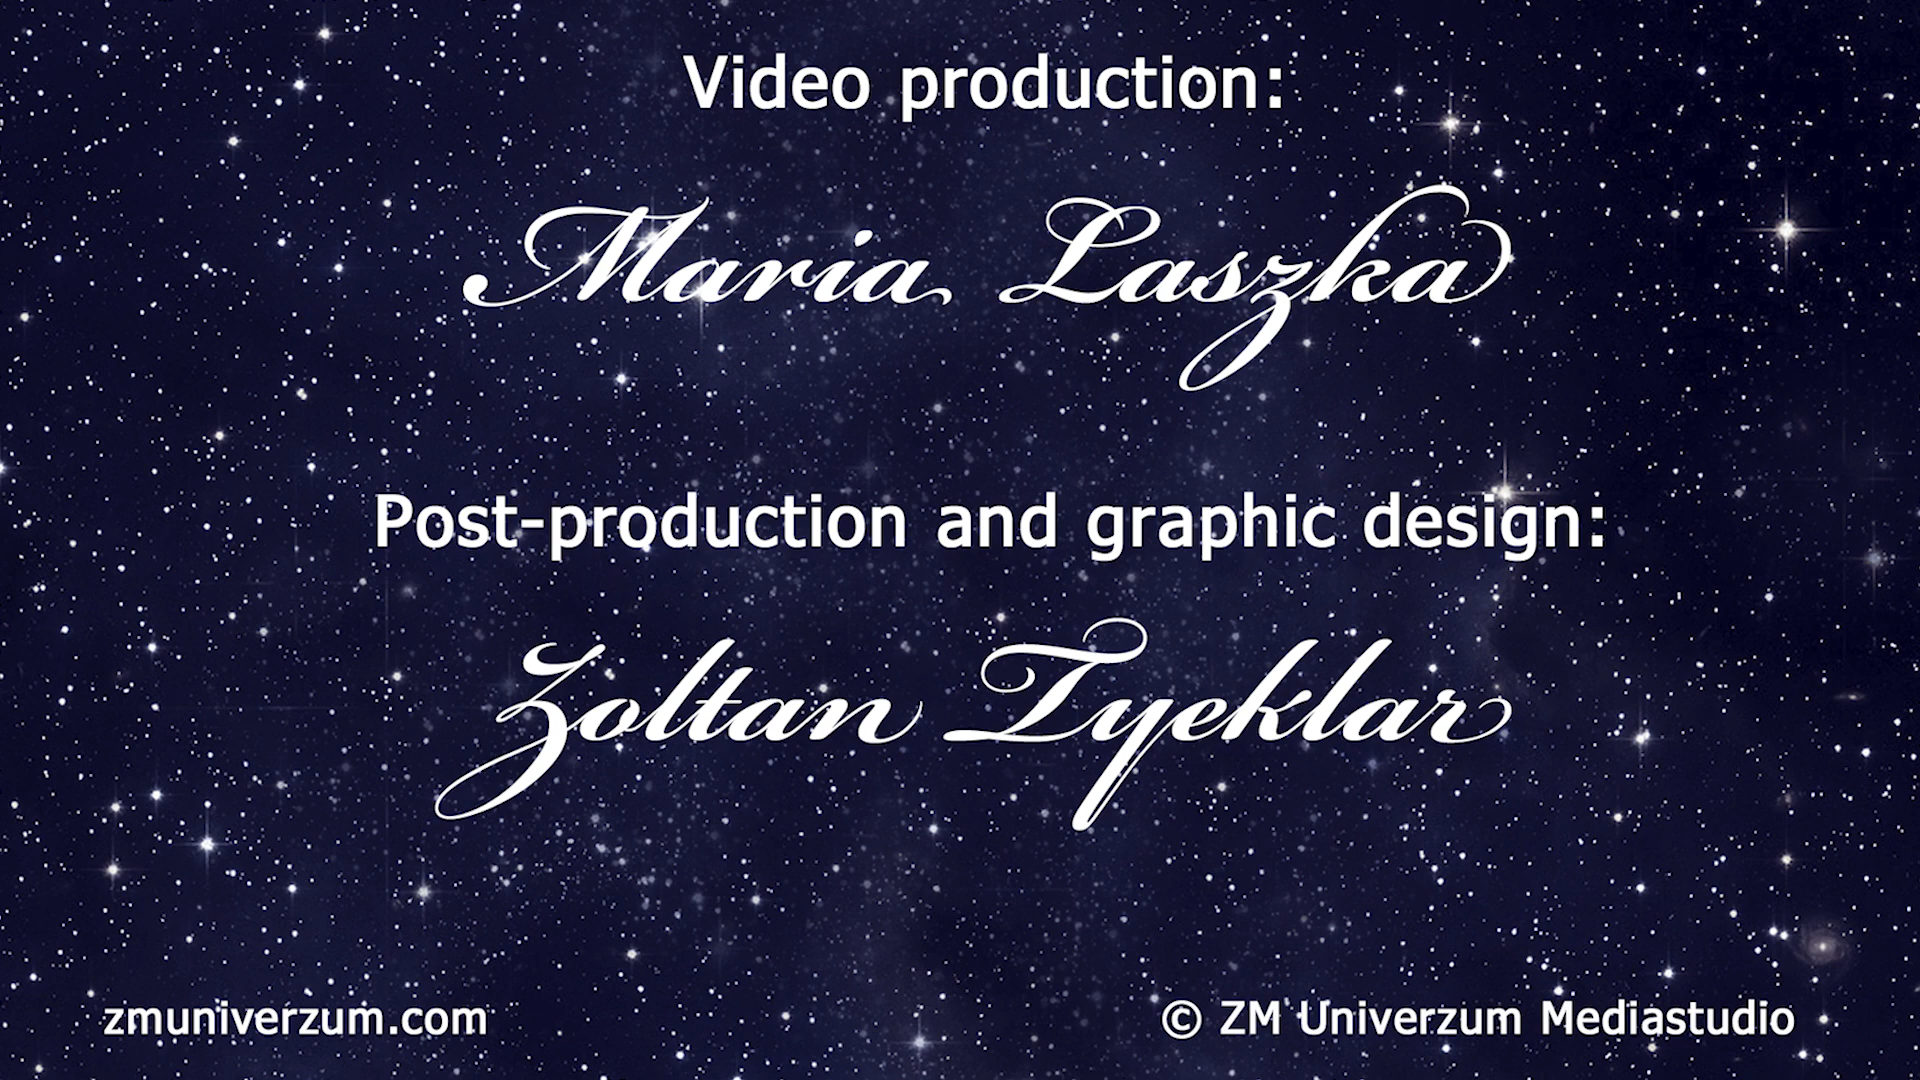 Video production:
Maria Laszka
Post-production and graphic design:
Zoltan Tyeklar
zmuniverzum.com
© ZM Univerzum Mediastudio